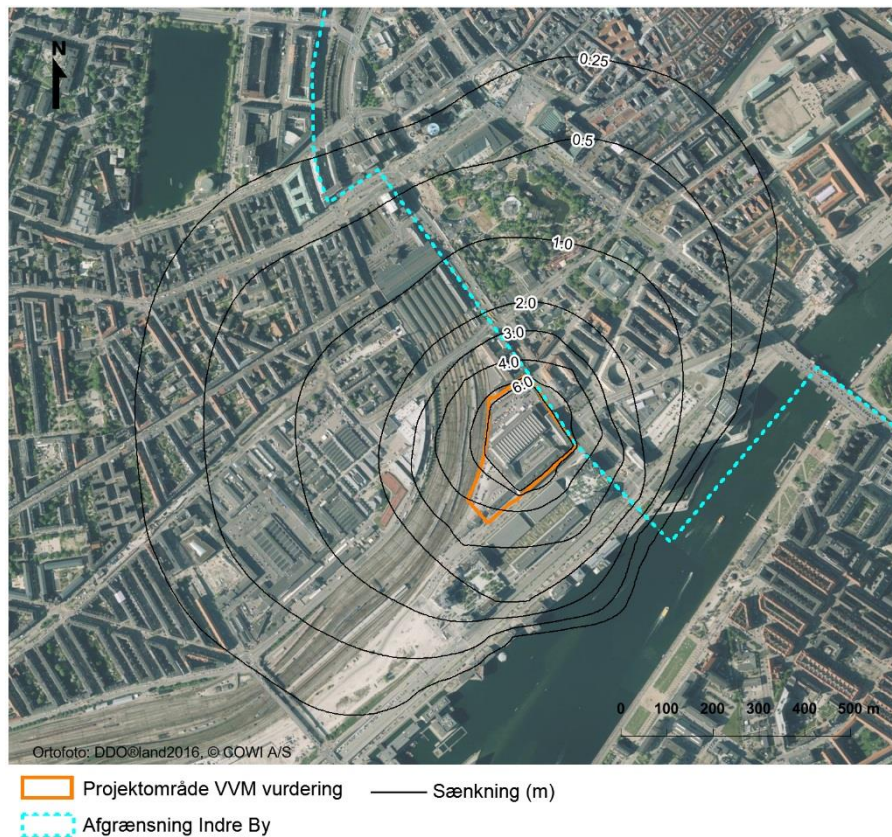 N
0.25
0.5
1.0
2.0
3.0
4.0
6.0
0 100 200 300 400 500 m
Ortofoto: DDO®land2016, © COWI A/S
Projektområde VVM vurdering
Sænkning (m)
Afgrænsning Indre By